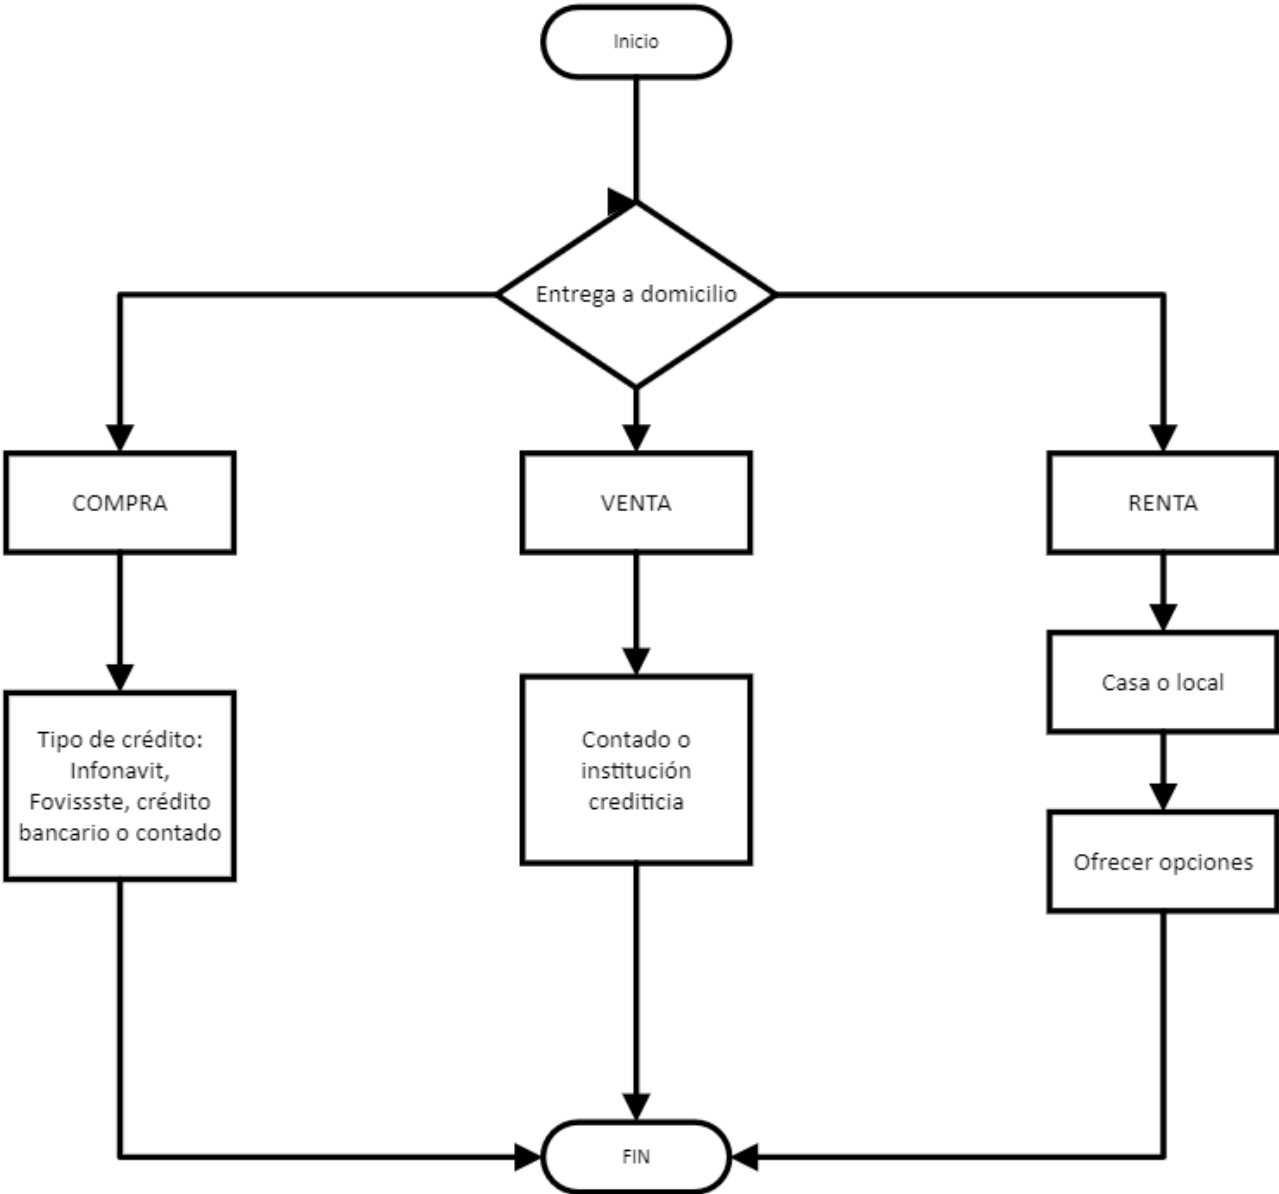 Inicio
Entrega a domicilio
COMPRA
VENTA
RENTA
Tipo de crédito:
Infonavit,
Fovissste, crédito
bancario o contado
Contado o
institución
crediticia
Casa o local
Ofrecer opciones
FIN